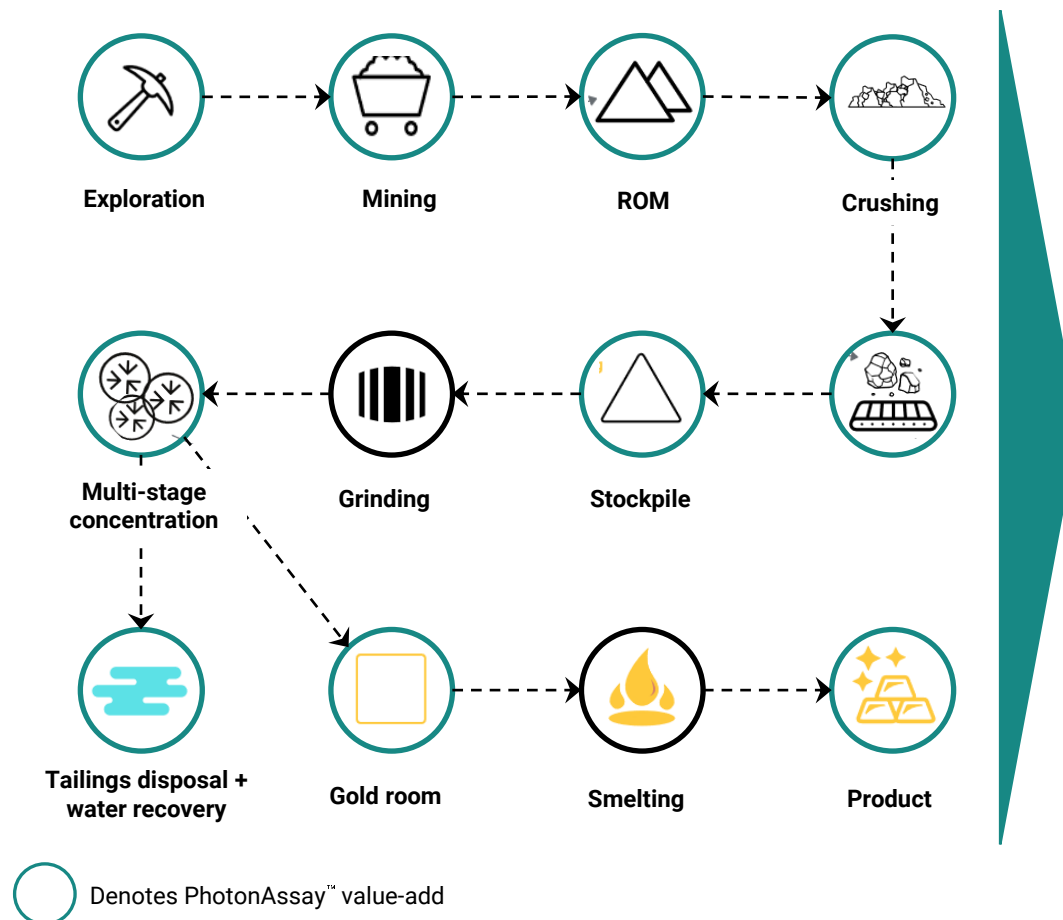 Exploration
Mining
ROM
Crushing
Multi-stage
concentration
Grinding
Stockpile
Tailings disposal +
water recovery
Gold room
Smelting
Product
Denotes PhotonAssay™ value-add